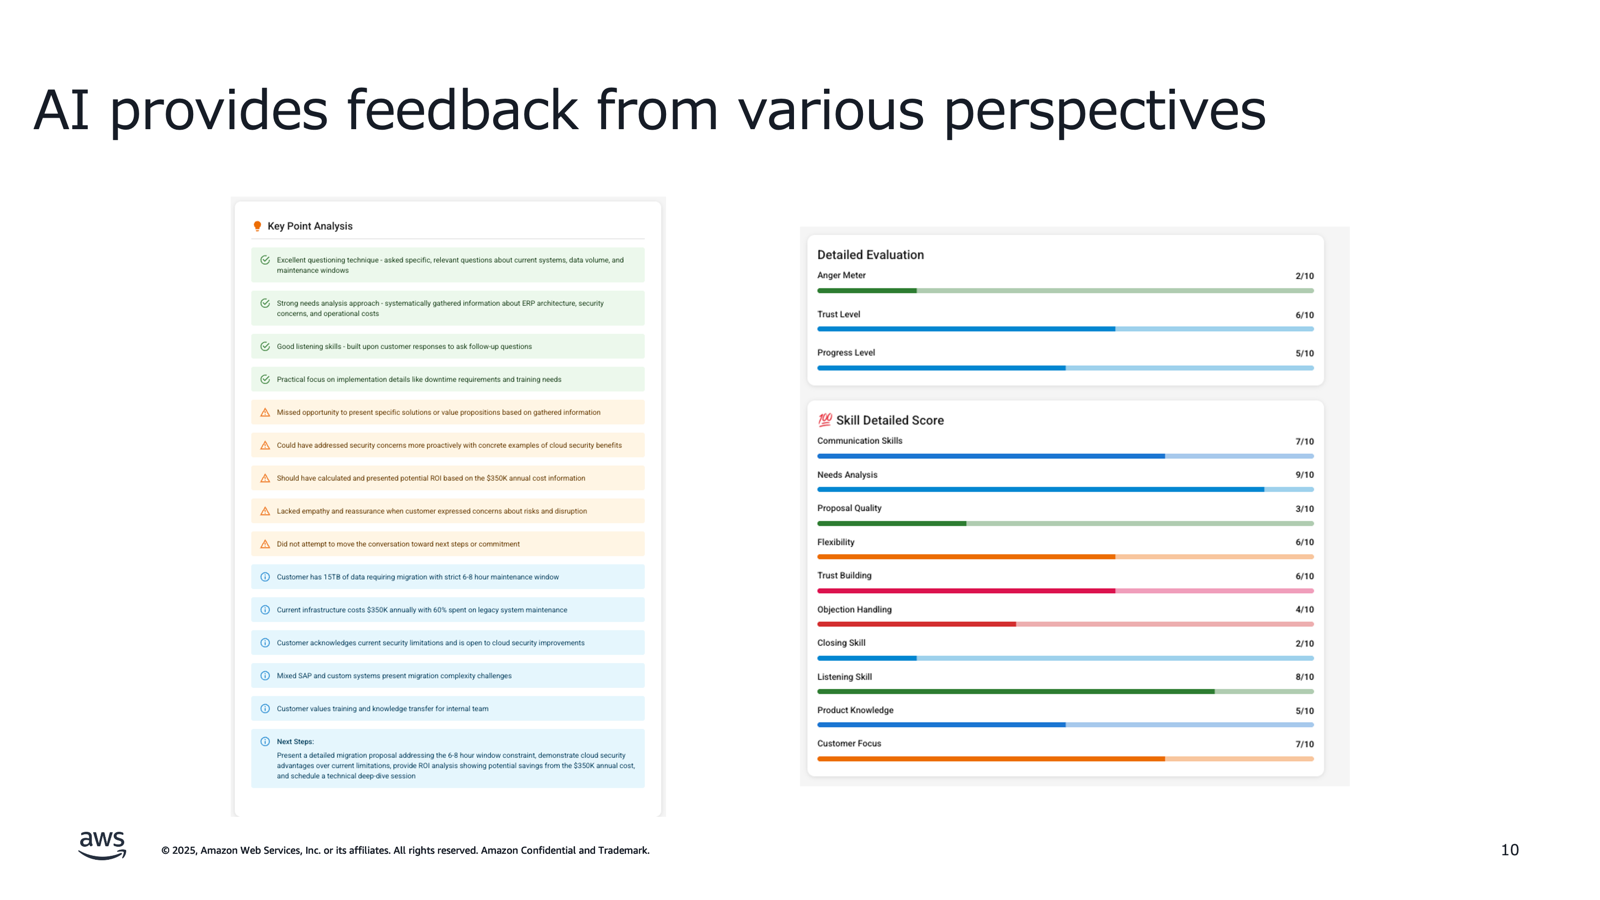 AI provides feedback from various perspectives
Key Point Analysis
Excellent questioning technique - asked specific, relevant questions about current systems, data volume, and
maintenance windows
Strong needs analysis approach - systematically gathered information about ERP architecture, security
concerns, and operational costs
Good listening skills - built upon customer responses to ask follow-up questions
Practical focus on implementation details like downtime requirements and training needs
Missed opportunity to present specific solutions or value propositions based on gathered information
Could have addressed security concerns more proactively with concrete examples of cloud security benefits
Should have calculated and presented potential ROI based on the $350K annual cost information
Lacked empathy and reassurance when customer expressed concerns about risks and disruption
Did not attempt to move the conversation toward next steps or commitment
Customer has 15TB of data requiring migration with strict 6-8 hour maintenance window
Current infrastructure costs $350K annually with 60% spent on legacy system maintenance
Customer acknowledges current security limitations and is open to cloud security improvements
Mixed SAP and custom systems present migration complexity challenges
Customer values training and knowledge transfer for internal team
Next Steps:
Present a detailed migration proposal addressing the 6-8 hour window constraint, demonstrate cloud security
advantages over current limitations, provide ROI analysis showing potential savings from the $350K annual cost,
and schedule a technical deep-dive session
Detailed Evaluation
Anger Meter 2/10
Trust Level 6/10
Progress Level 5/10
💯 Skill Detailed Score
Communication Skills 7/10
Needs Analysis 9/10
Proposal Quality 3/10
Flexibility 6/10
Trust Building 6/10
Objection Handling 4/10
Closing Skill 2/10
Listening Skill 8/10
Product Knowledge 5/10
Customer Focus 7/10
aws
© 2025, Amazon Web Services, Inc. or its affiliates. All rights reserved. Amazon Confidential and Trademark.
10